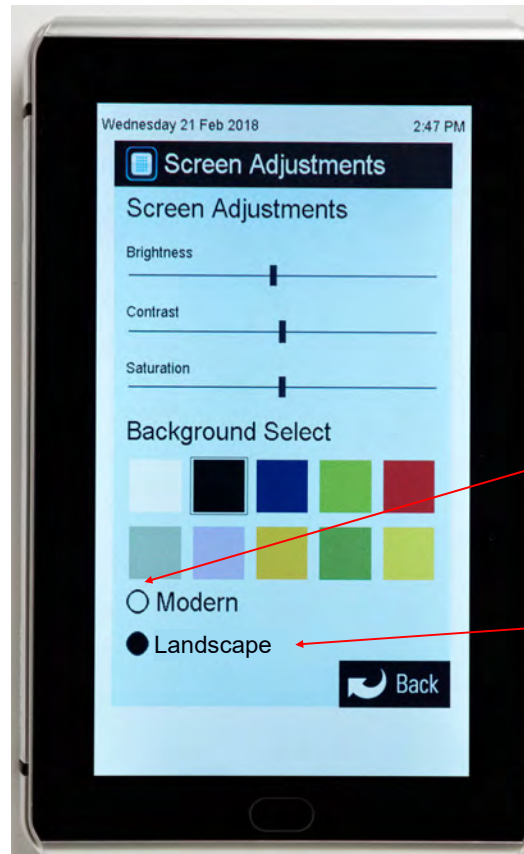 Wednesday 21 Feb 2018 2:47 PM
Screen Adjustments
Screen Adjustments
Brightness
Contrast
Saturation
Background Select
Modern
Landscape
Back